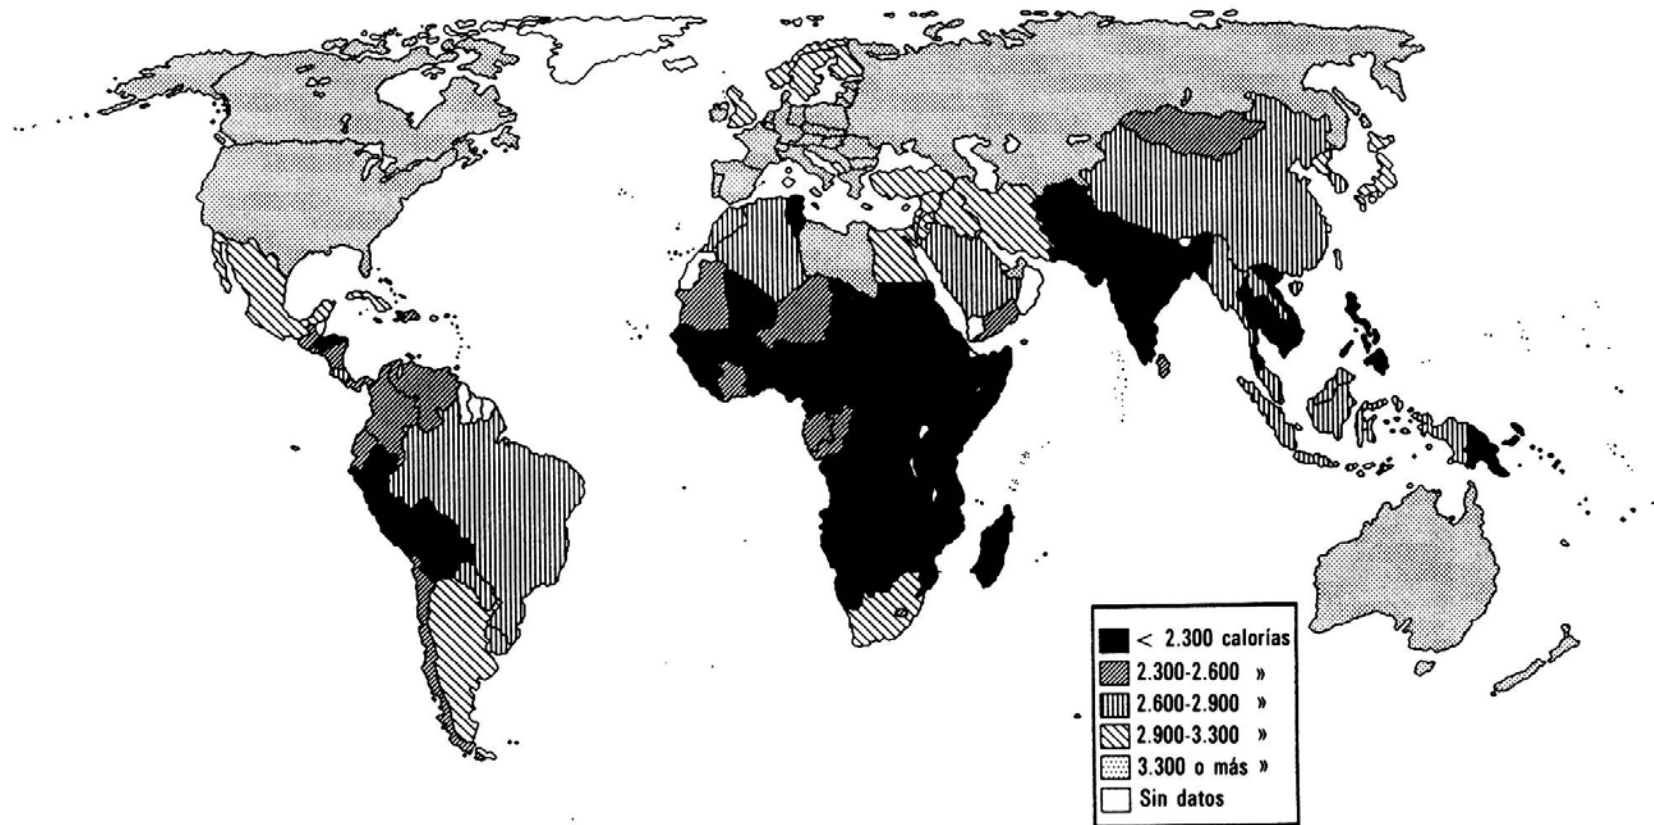 < 2.300 calorías
2.300-2.600 »
2.600-2.900 »
2.900-3.300 »
3.300 o más »
Sin datos